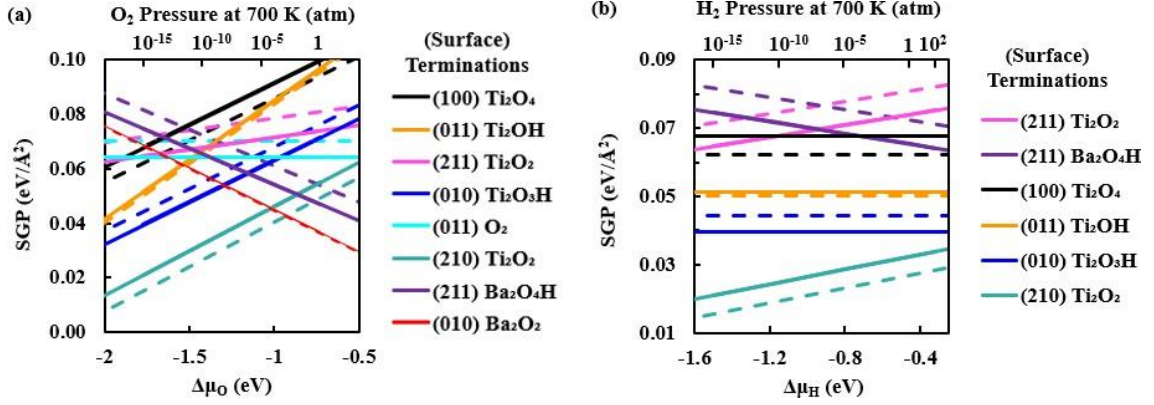 (a)
O₂ Pressure at 700 K (atm)
10⁻¹⁵ 10⁻¹⁰ 10⁻⁵ 1
SGP (eV/Å²)
0.10
0.08
0.06
0.04
0.02
0.00
-2 -1.5 -1 -0.5
Δμ_O (eV)
(Surface)
Terminations
(100) Ti₂O₄
(011) Ti₂OH
(211) Ti₂O₂
(010) Ti₂O₃H
(011) O₂
(210) Ti₂O₂
(211) Ba₂O₄H
(010) Ba₂O₂
(b)
H₂ Pressure at 700 K (atm)
10⁻¹⁵ 10⁻¹⁰ 10⁻⁵ 1 10²
SGP (eV/Å²)
0.09
0.07
0.05
0.03
0.01
-1.6 -1.2 -0.8 -0.4
Δμ_H (eV)
(Surface)
Terminations
(211) Ti₂O₂
(211) Ba₂O₄H
(100) Ti₂O₄
(011) Ti₂OH
(010) Ti₂O₃H
(210) Ti₂O₂